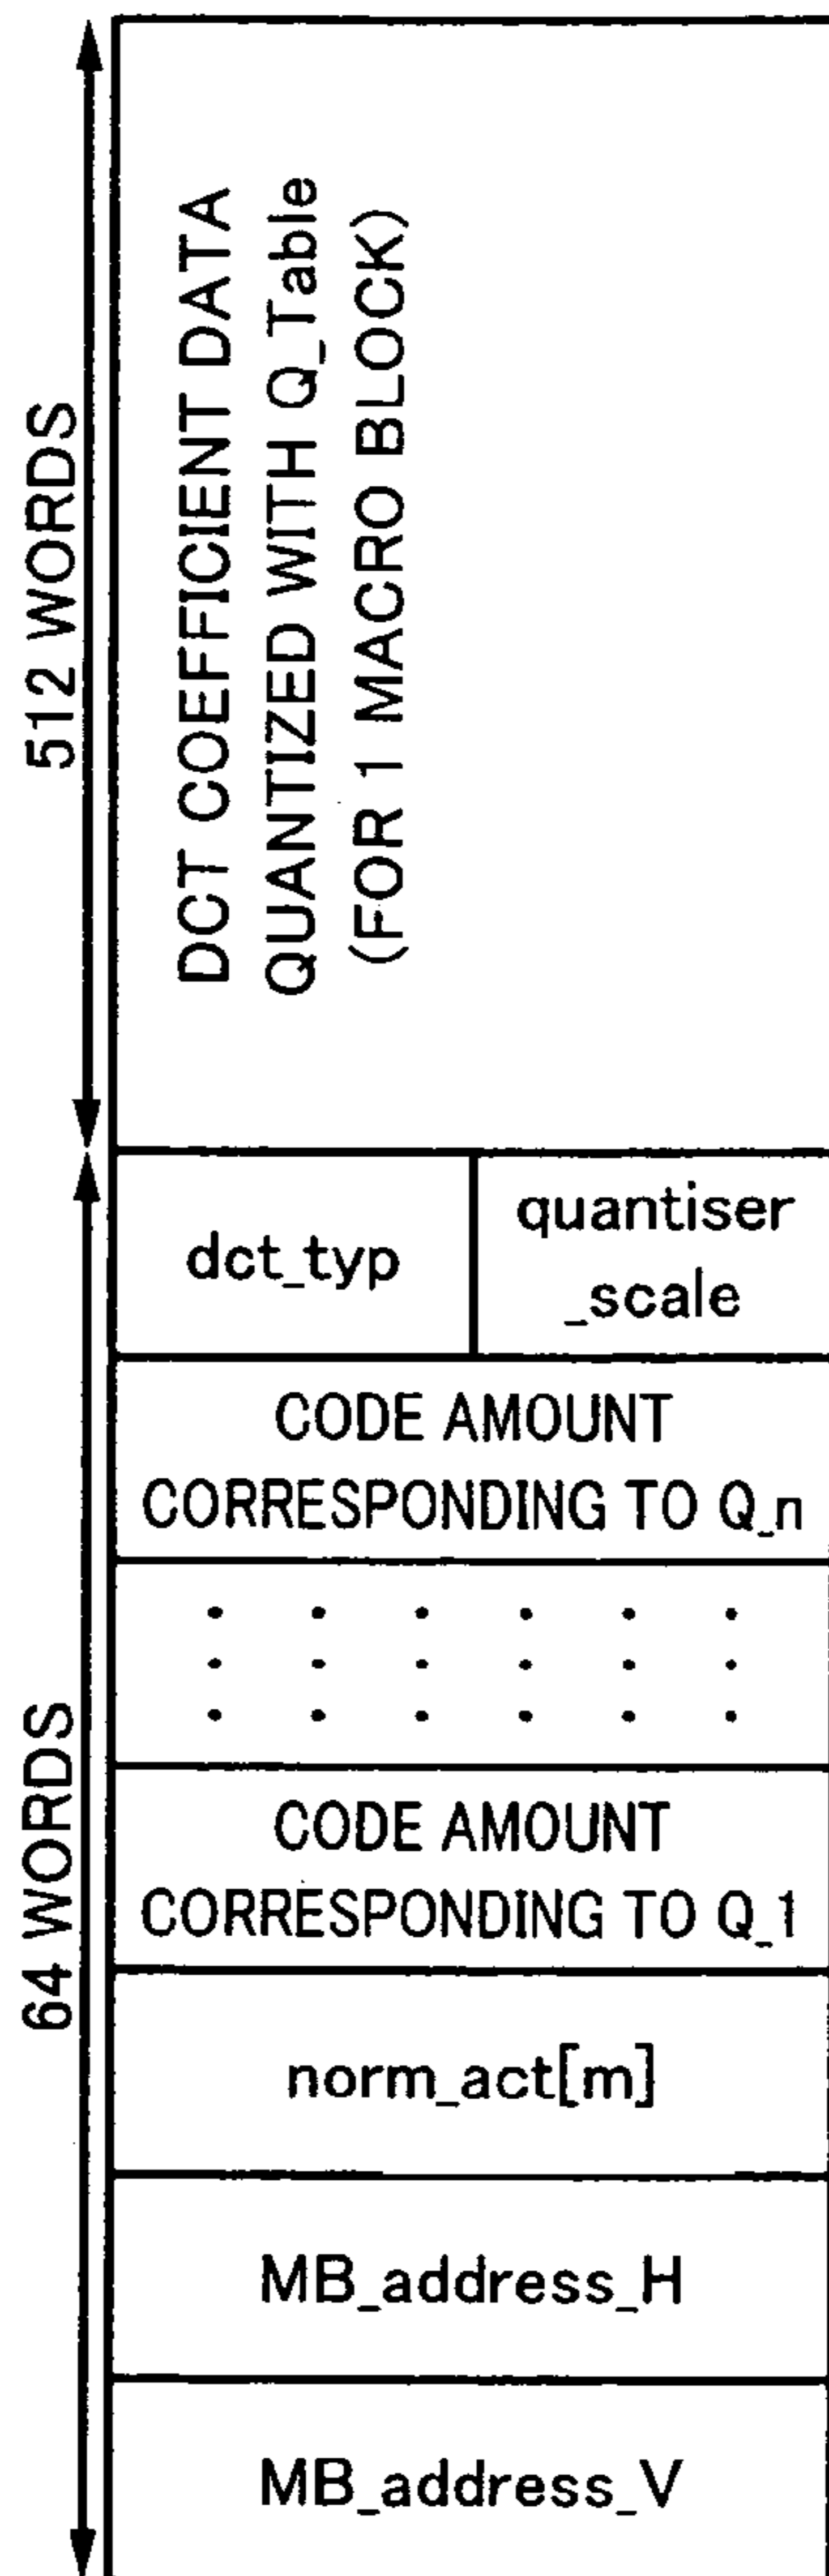 512 WORDS
DCT COEFFICIENT DATA
QUANTIZED WITH Q_Table
(FOR 1 MACRO BLOCK)
64 WORDS
dct_typ
quantiser
_scale
CODE AMOUNT
CORRESPONDING TO Q_n
CODE AMOUNT
CORRESPONDING TO Q_1
norm_act[m]
MB_address_H
MB_address_V